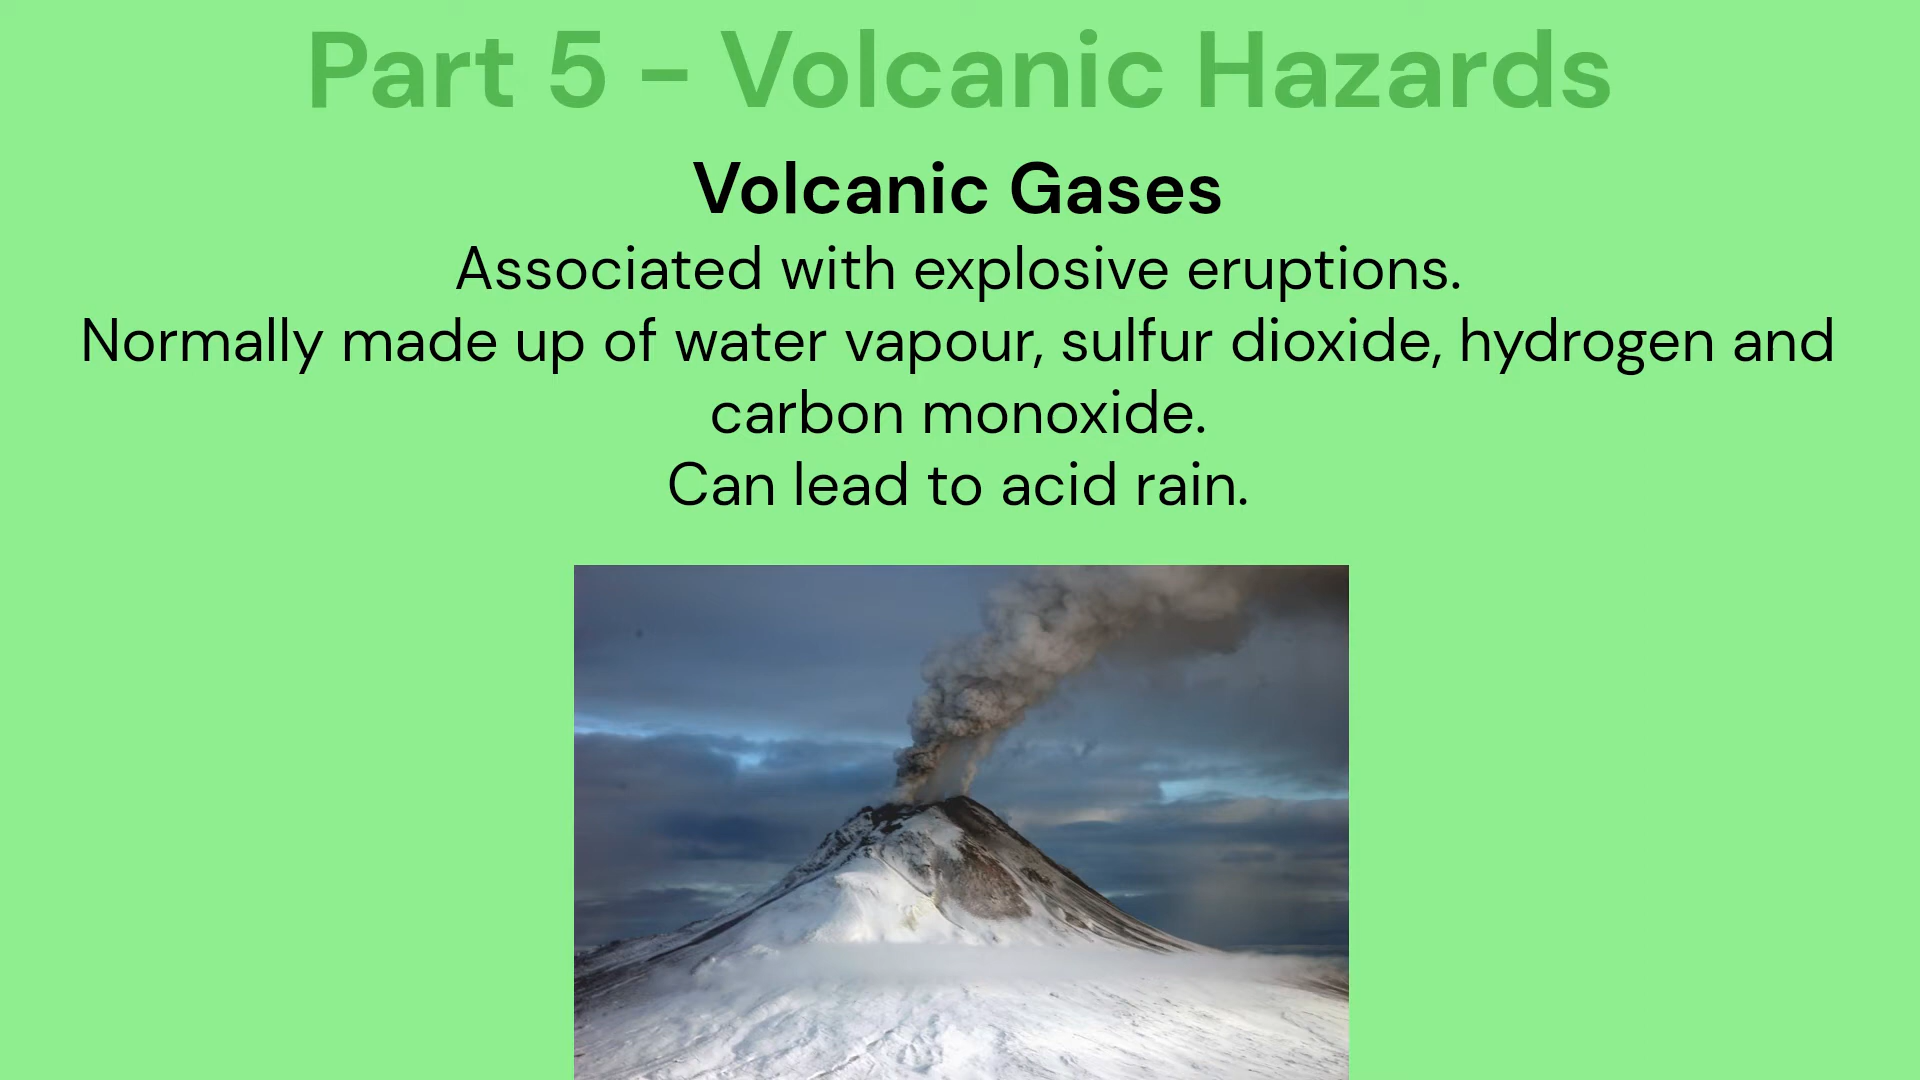 Part 5 - Volcanic Hazards
Volcanic Gases
Associated with explosive eruptions.
Normally made up of water vapour, sulfur dioxide, hydrogen and
carbon monoxide.
Can lead to acid rain.